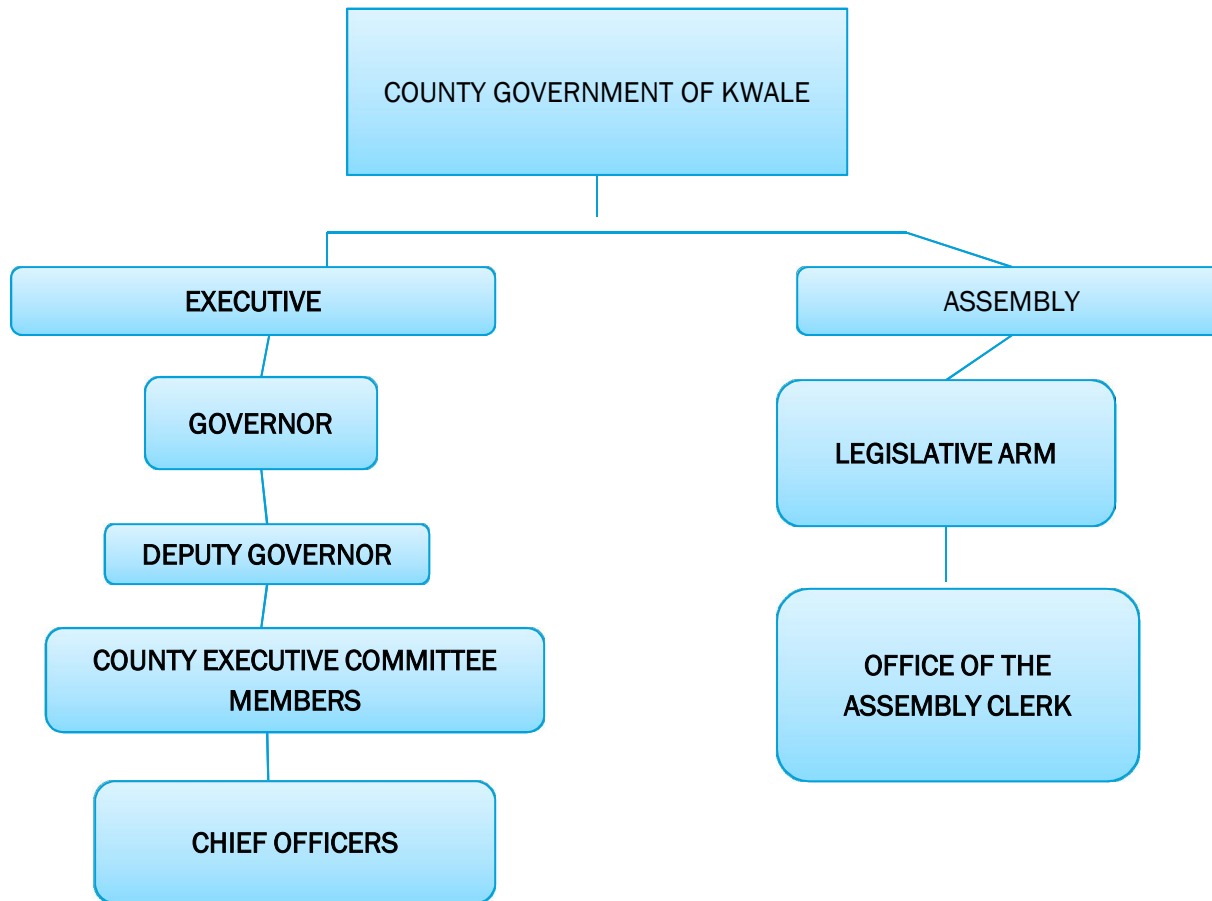 COUNTY GOVERNMENT OF KWALE
EXECUTIVE
ASSEMBLY
GOVERNOR
LEGISLATIVE ARM
DEPUTY GOVERNOR
COUNTY EXECUTIVE COMMITTEE
MEMBERS
OFFICE OF THE
ASSEMBLY CLERK
CHIEF OFFICERS